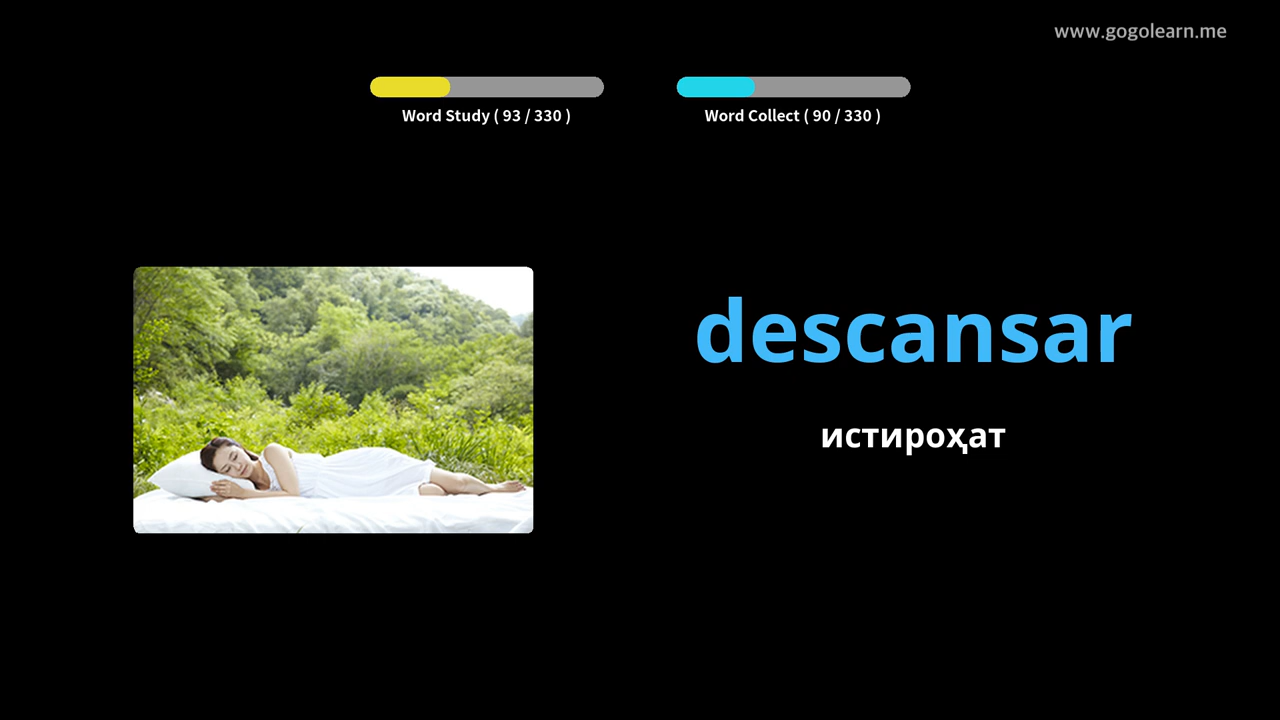 www.gogolearn.me
Word Study ( 93 / 330 )
Word Collect ( 90 / 330 )
descansar
истироҳат